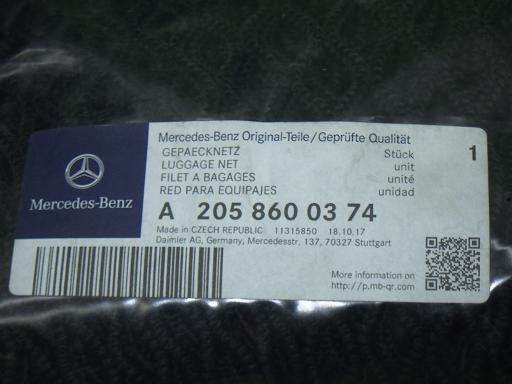 Mercedes-Benz Original-Teile/Geprüfte Qualität
GEPAECKNETZ Stück 1
LUGGAGE NET unit
FILET A BAGAGES unité
RED PARA EQUIPAJES unidad
Mercedes-Benz
A 205 860 03 74
Made in CZECH REPUBLIC 11315850 18.10.17
Daimler AG, Germany, Mercedesstr. 137, 70327 Stuttgart
More information on
http://p.mb-qr.com